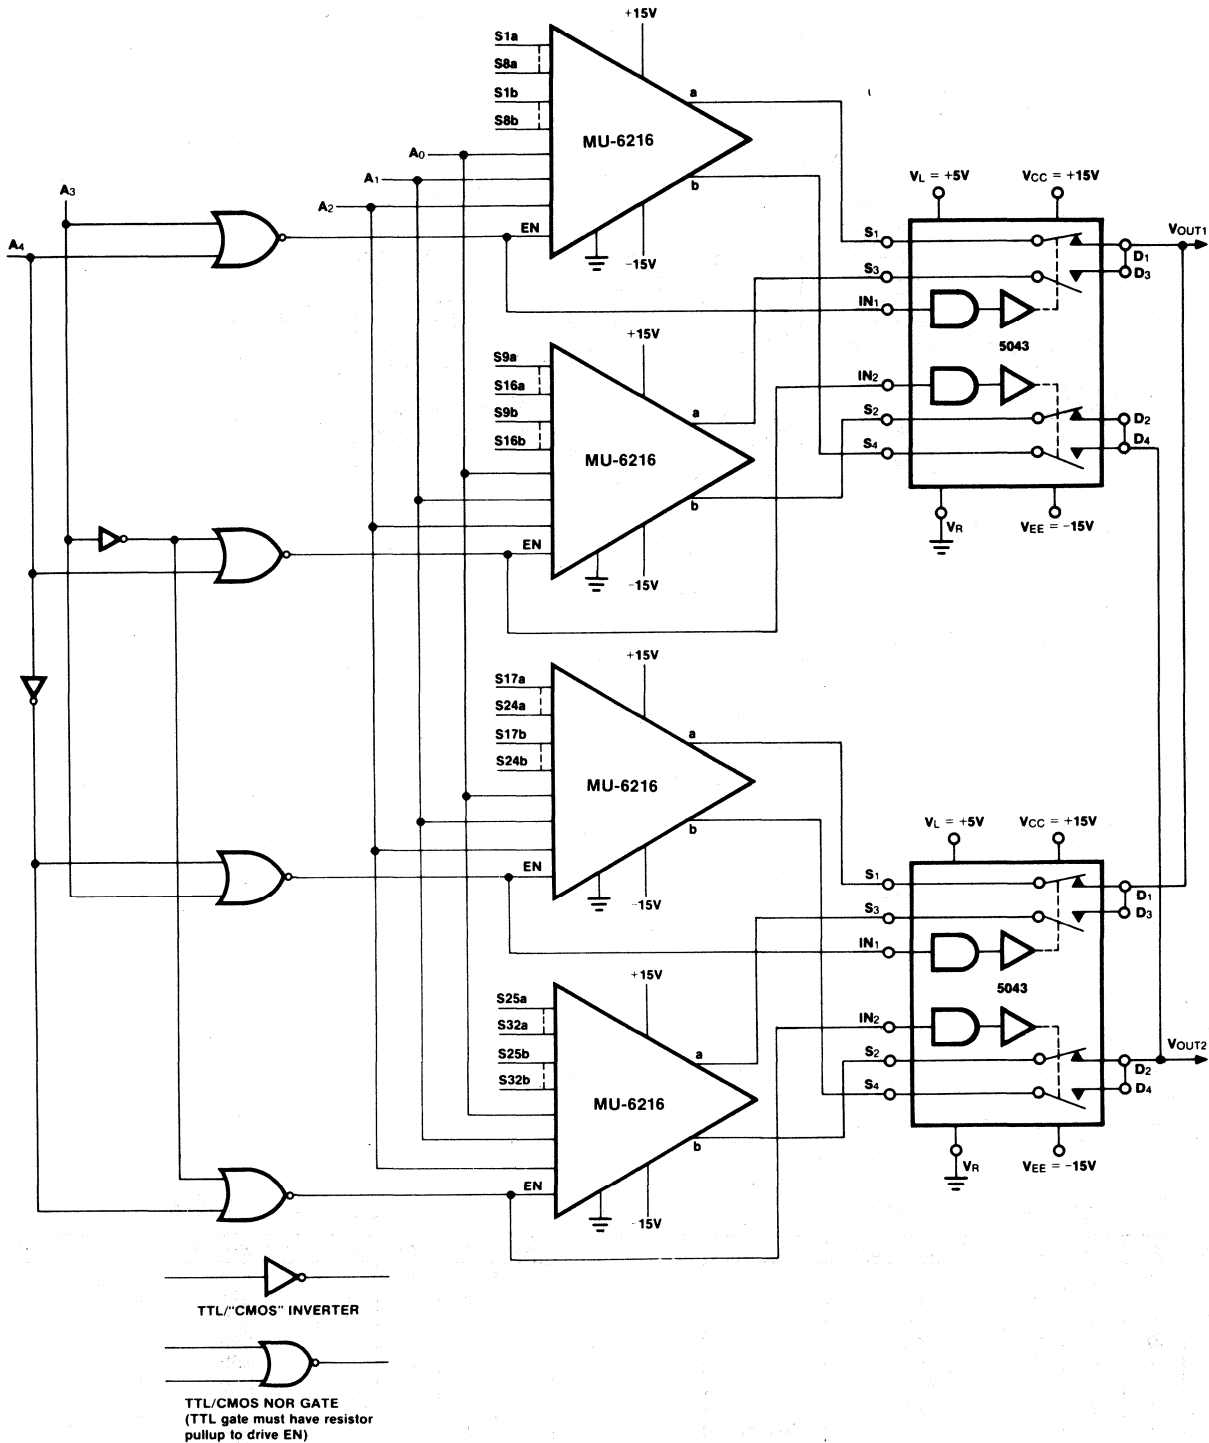 +15V
S1a
S8a
S1b
S8b
MU-6216
a
b
A0
A1
A2
EN
-15V
A3
A4
VL = +5V
VCC = +15V
S1
S3
IN1
5043
IN2
S2
S4
VOUT1
D1
D3
D2
D4
VR
VEE = -15V
+15V
S9a
S16a
S9b
S16b
MU-6216
a
b
EN
-15V
+15V
S17a
S24a
S17b
S24b
MU-6216
a
b
EN
-15V
VL = +5V
VCC = +15V
S1
S3
IN1
5043
IN2
S2
S4
D1
D3
VOUT2
D2
D4
VR
VEE = -15V
+15V
S25a
S32a
S25b
S32b
MU-6216
a
b
EN
-15V
TTL/"CMOS" INVERTER
TTL/CMOS NOR GATE
(TTL gate must have resistor
pullup to drive EN)